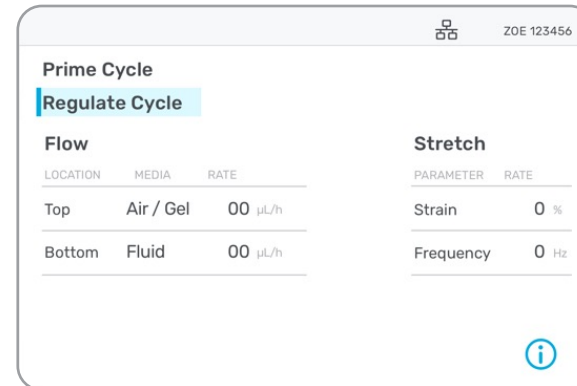 ZOE 123456
Prime Cycle
Regulate Cycle
Flow
LOCATION MEDIA RATE
Top Air / Gel 00 µL/h
Bottom Fluid 00 µL/h
Stretch
PARAMETER RATE
Strain 0 %
Frequency 0 Hz